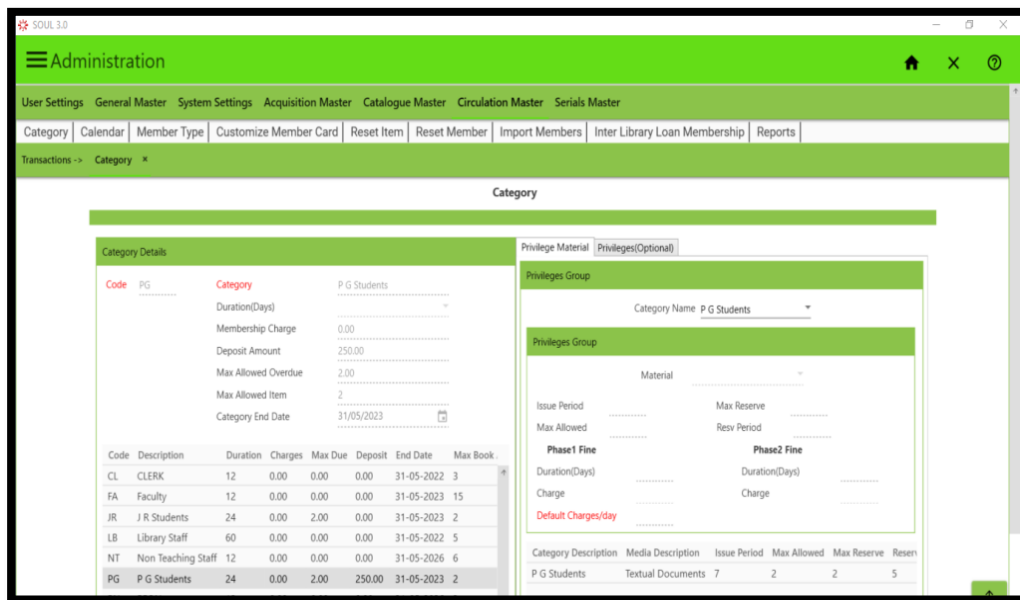 SOUL 3.0
Administration
User Settings General Master System Settings Acquisition Master Catalogue Master Circulation Master Serials Master
Category Calendar Member Type Customize Member Card Reset Item Reset Member Import Members Inter Library Loan Membership Reports
Transactions -> Category ×
Category
Category Details
Code PG Category P G Students
Duration(Days)
Membership Charge 0.00
Deposit Amount 250.00
Max Allowed Overdue 2.00
Max Allowed Item 2
Category End Date 31/05/2023
Code Description Duration Charges Max Due Deposit End Date Max Book
CL CLERK 12 0.00 0.00 0.00 31-05-2022 3
FA Faculty 12 0.00 0.00 0.00 31-05-2023 15
JR J R Students 24 0.00 2.00 0.00 31-05-2023 2
LB Library Staff 60 0.00 0.00 0.00 31-05-2022 5
NT Non Teaching Staff 12 0.00 0.00 0.00 31-05-2026 6
PG P G Students 24 0.00 2.00 250.00 31-05-2023 2
Privilege Material Privileges(Optional)
Privileges Group
Category Name P G Students
Privileges Group
Material
Issue Period Max Reserve
Max Allowed Resv Period
Phase1 Fine Phase2 Fine
Duration(Days) Duration(Days)
Charge Charge
Default Charges/day
Category Description Media Description Issue Period Max Allowed Max Reserve Reserv
P G Students Textual Documents 7 2 2 5